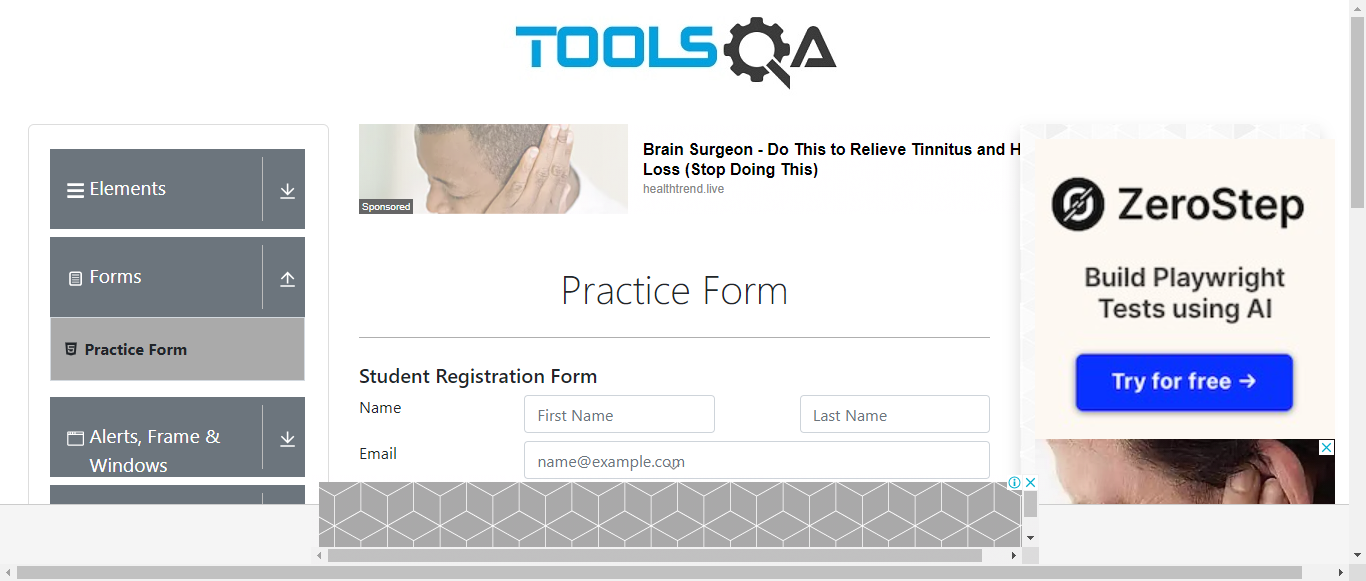 TOOLSQA
Elements
Forms
Practice Form
Alerts, Frame &
Windows
Sponsored
Brain Surgeon - Do This to Relieve Tinnitus and H
Loss (Stop Doing This)
healthtrend.live
Practice Form
Student Registration Form
Name
First Name
Last Name
Email
name@example.com
ZeroStep
Build Playwright
Tests using AI
Try for free →